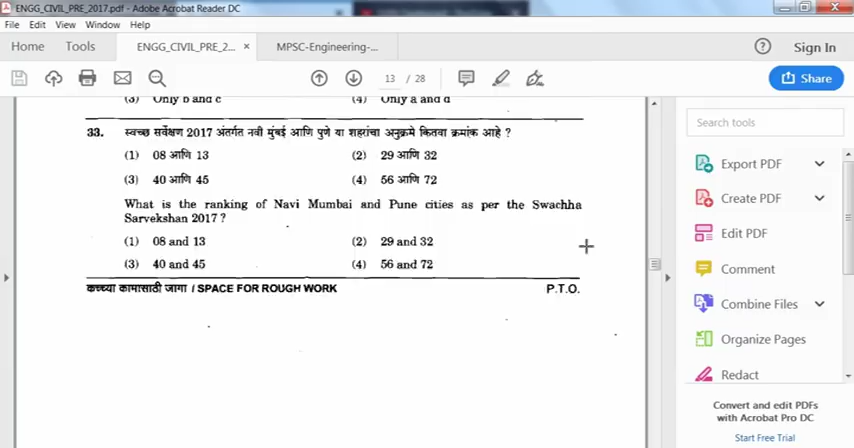 ENGG_CIVIL_PRE_2017.pdf - Adobe Acrobat Reader DC
File Edit View Window Help
Home Tools ENGG_CIVIL_PRE_2... × MPSC-Engineering-... Sign In
13 / 28 Share
(3) Only b and c (4) Only a and d
33. स्वच्छ सर्वेक्षण 2017 अंतर्गत नवी मुंबई आणि पुणे या शहरांचा अनुक्रमे कितवा क्रमांक आहे ?
(1) 08 आणि 13 (2) 29 आणि 32
(3) 40 आणि 45 (4) 56 आणि 72
What is the ranking of Navi Mumbai and Pune cities as per the Swachha
Sarvekshan 2017 ?
(1) 08 and 13 (2) 29 and 32
(3) 40 and 45 (4) 56 and 72
कच्च्या कामासाठी जागा / SPACE FOR ROUGH WORK P.T.O.
Search tools
Export PDF
Create PDF
Edit PDF
Comment
Combine Files
Organize Pages
Redact
Convert and edit PDFs
with Acrobat Pro DC
Start Free Trial